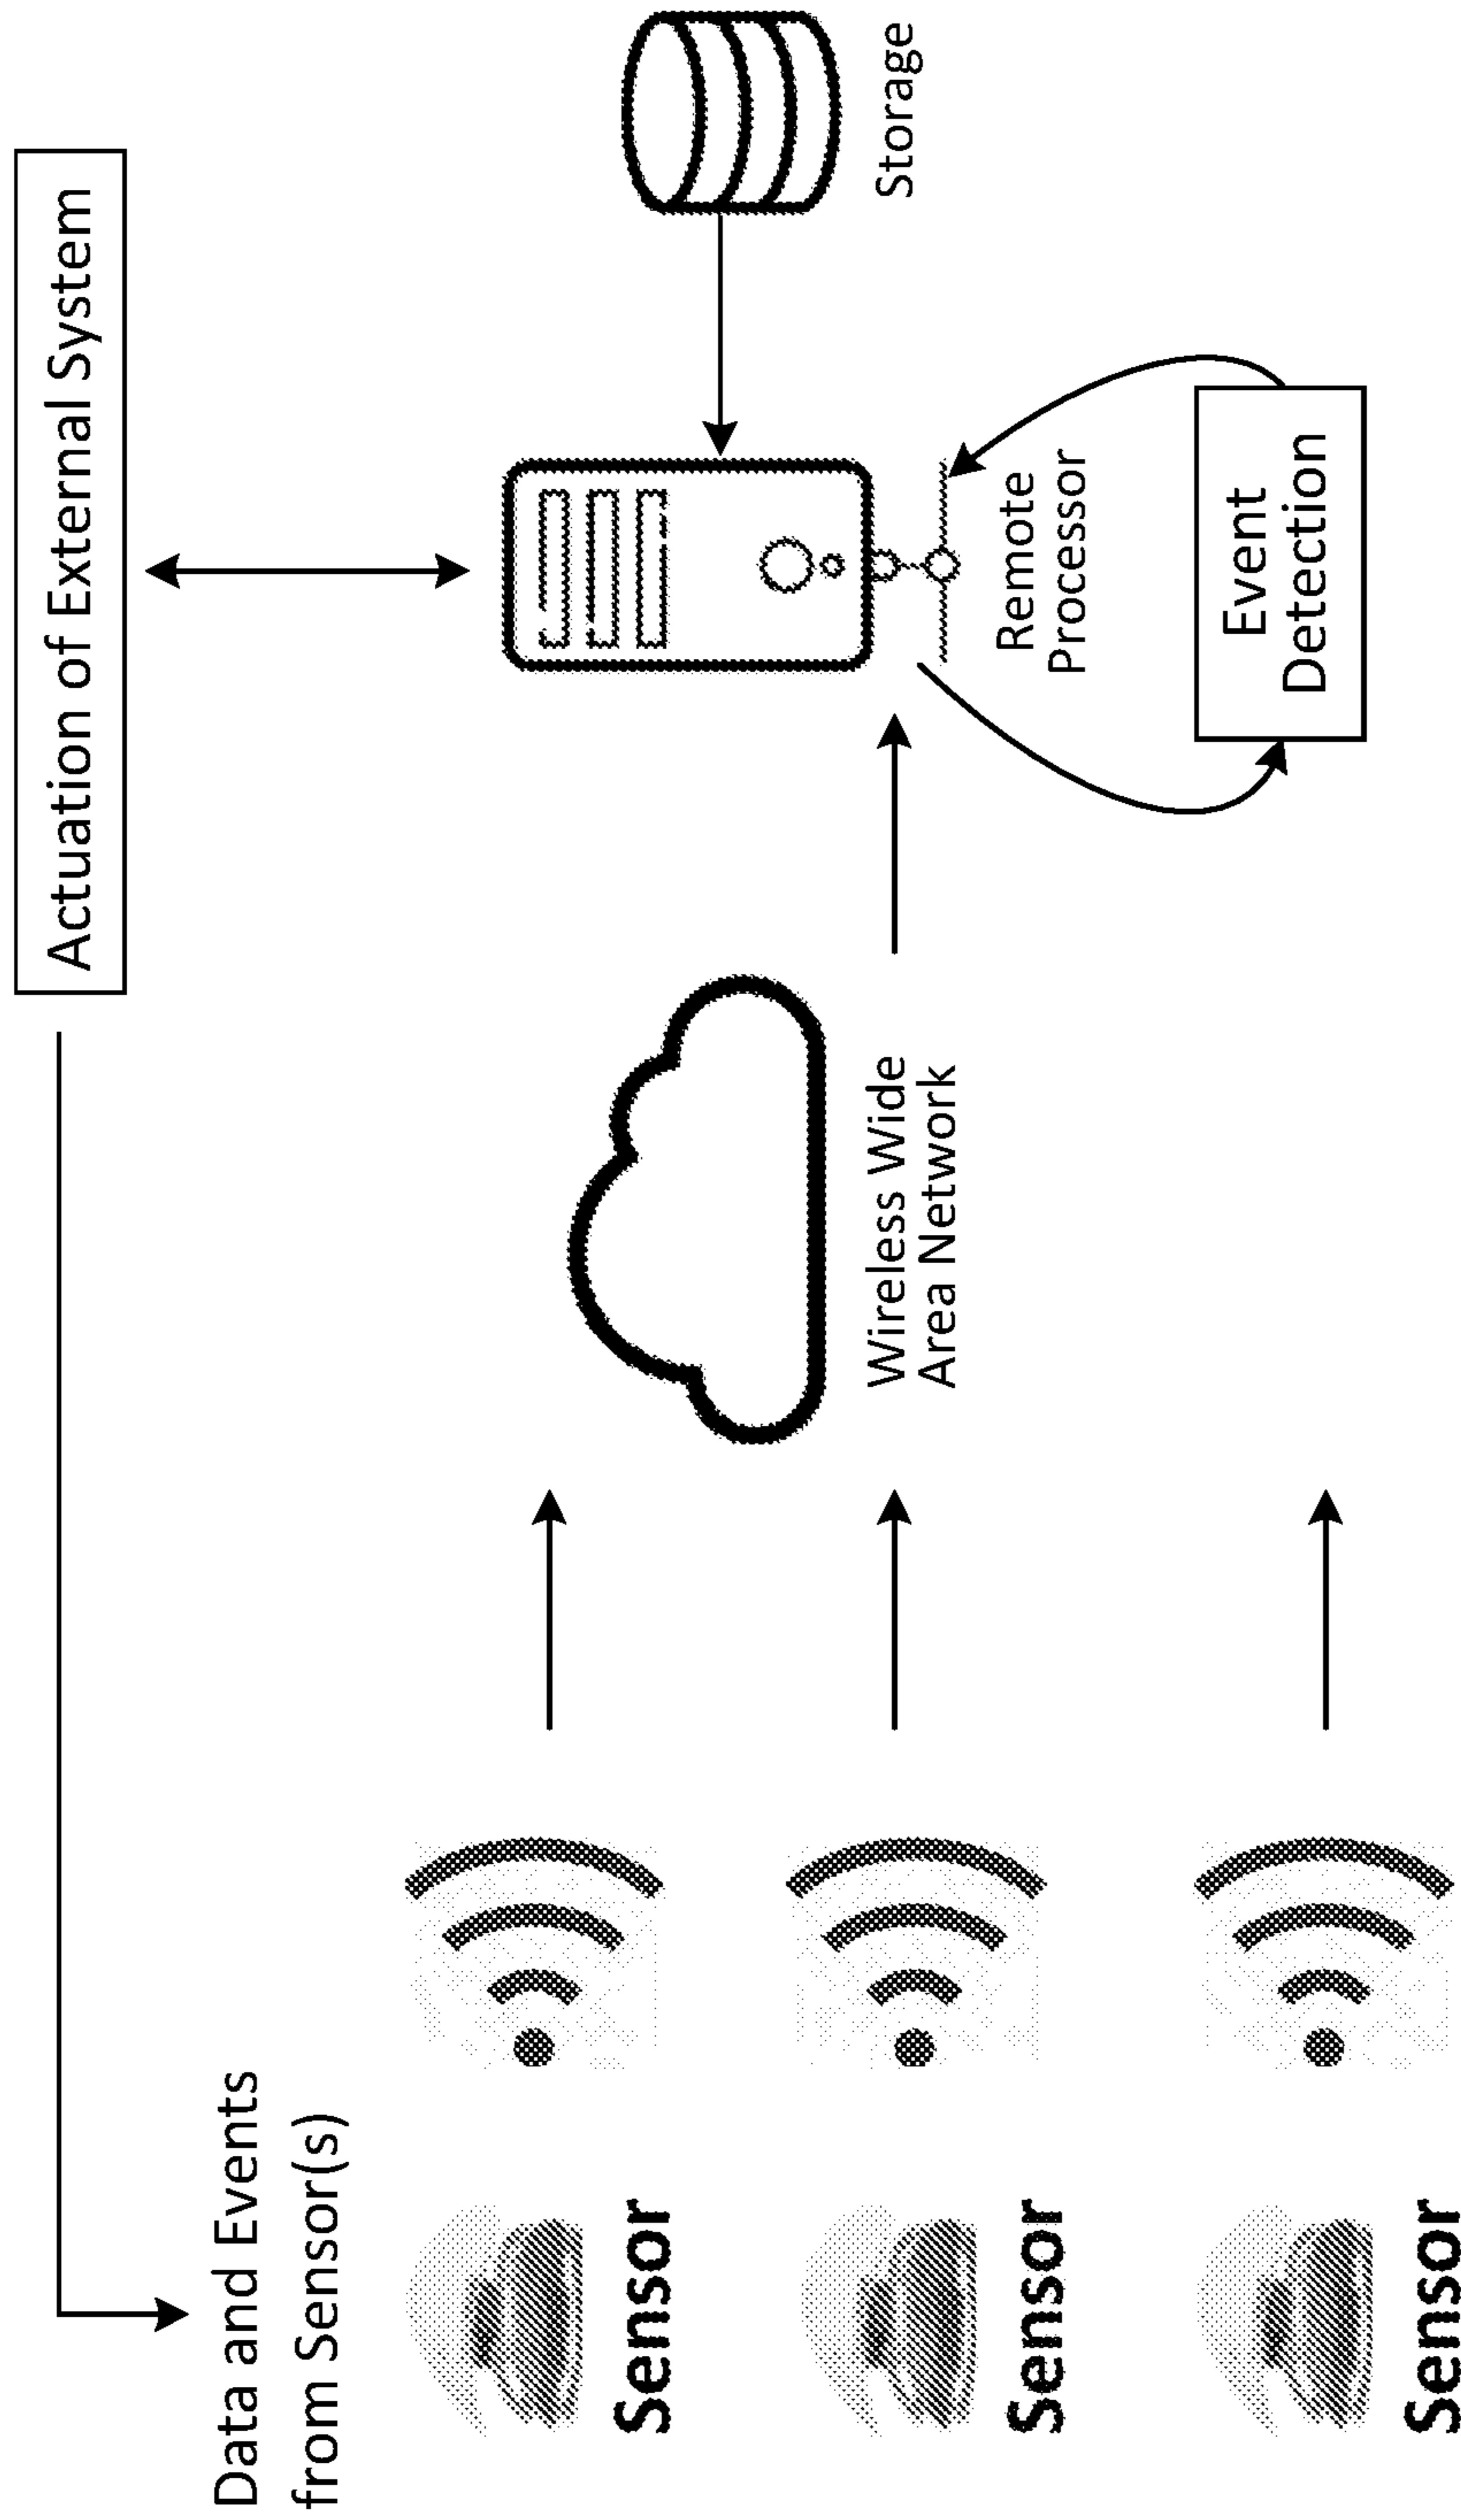 Actuation of External System
Data and Events
from Sensor(s)
Sensor
Sensor
Sensor
Wireless Wide
Area Network
Remote
Processor
Event
Detection
Storage